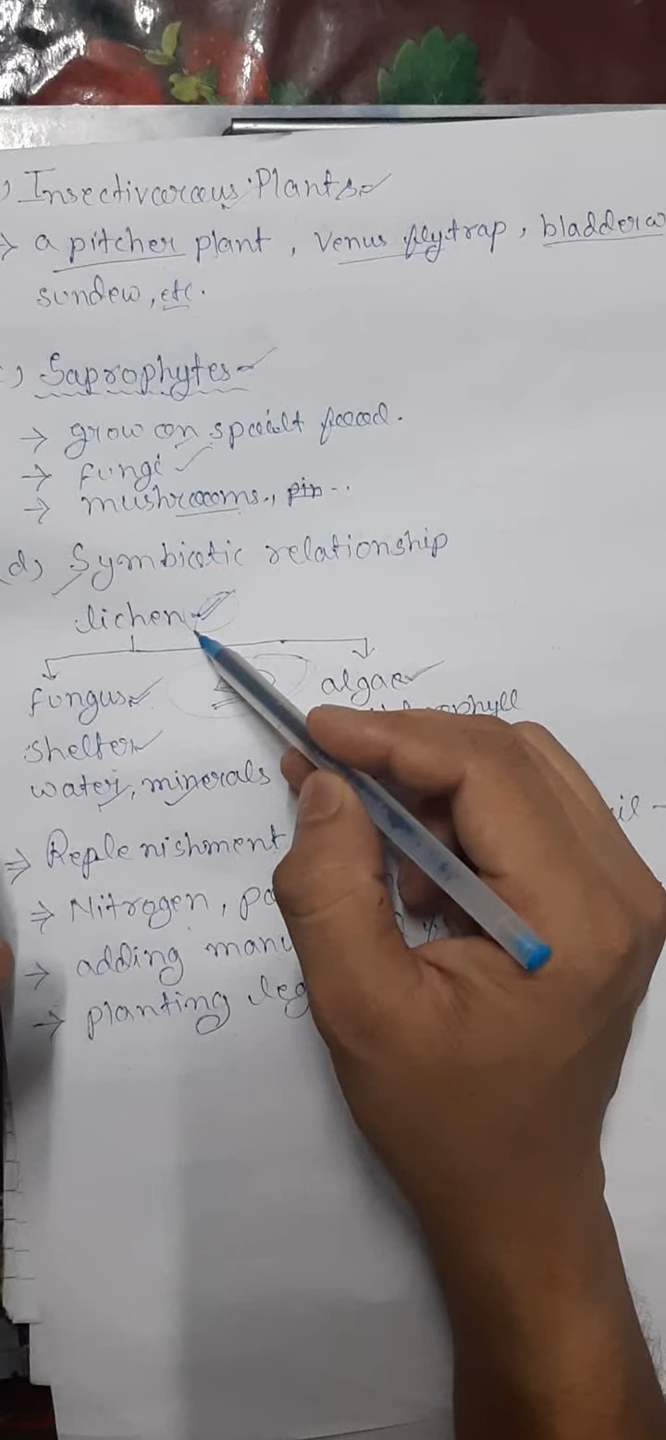 ) Insectivorous Plants
→ a pitcher plant, Venus flytrap, bladderw
sundew, etc.
) Saprophytes
→ grow on spoilt food.
→ fungi
→ mushrooms.,
(d) Symbiotic relationship
lichen
fungus algae
shelter
water, minerals
⇒ Replenishment
⇒ Nitrogen,
→ adding manu
→ planting leg